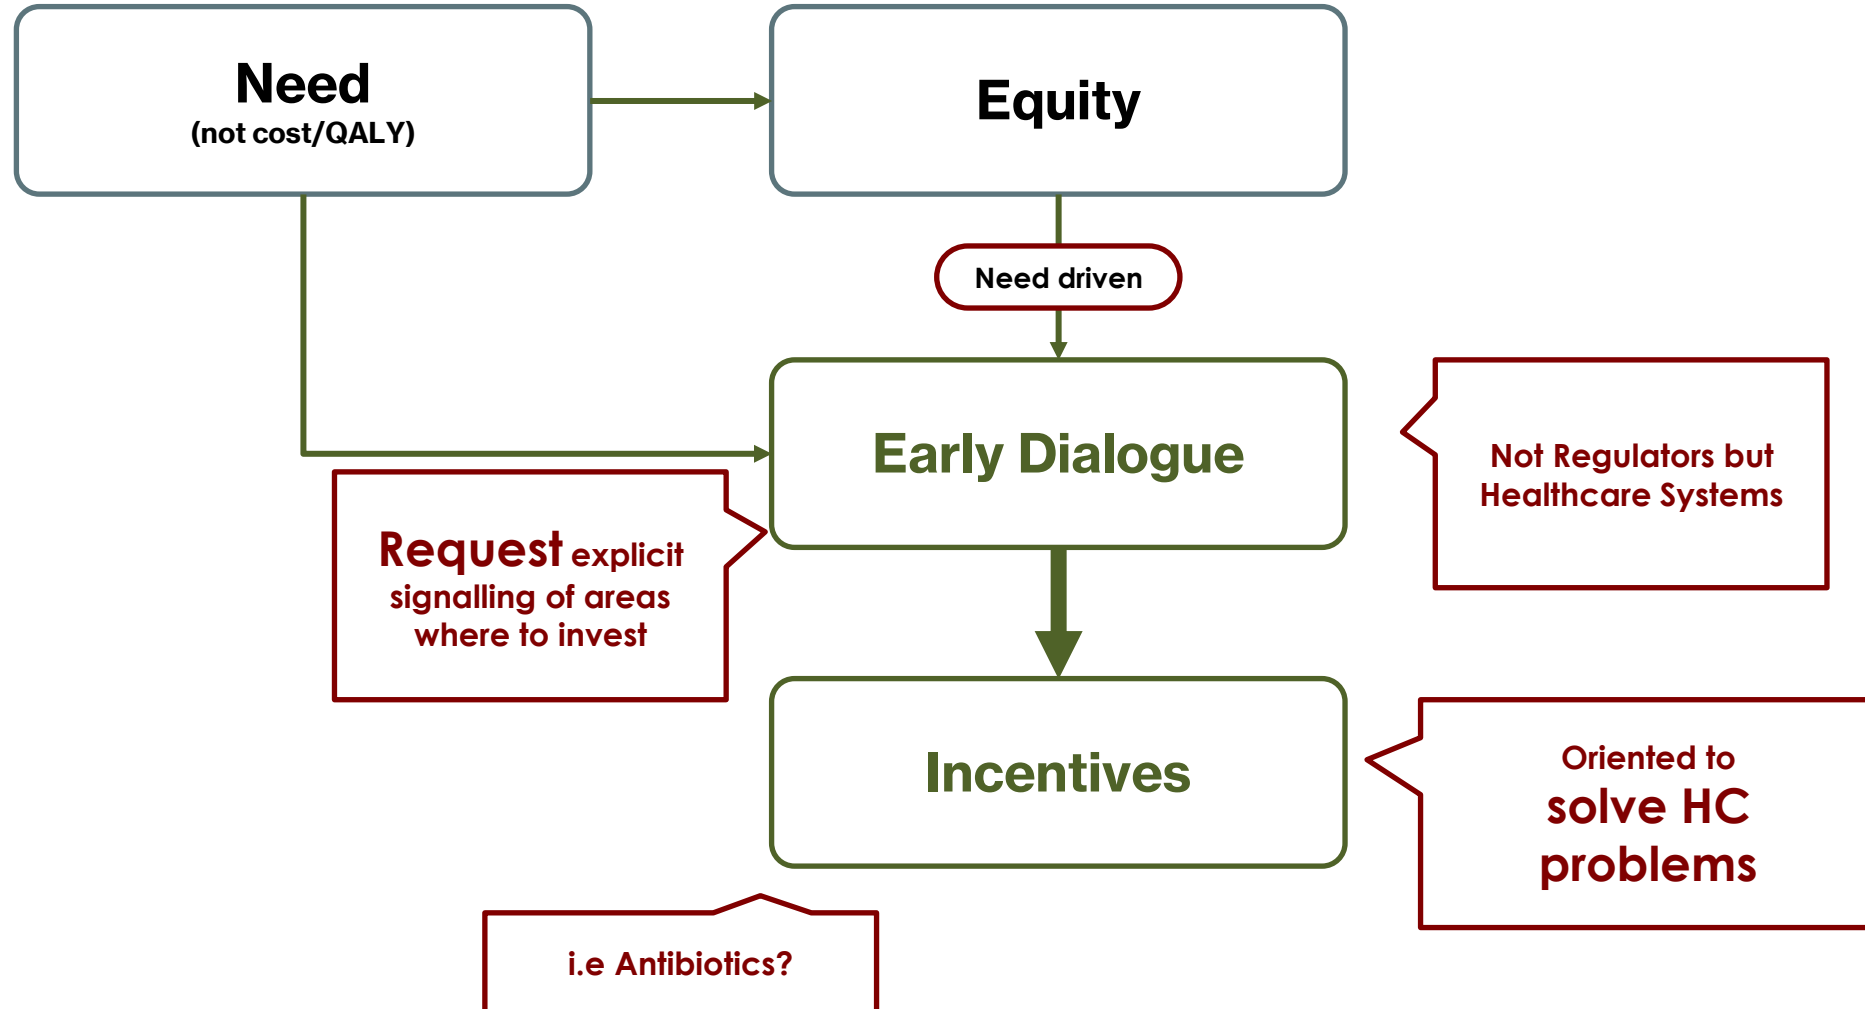 Need
(not cost/QALY)
Equity
Need driven
Early Dialogue
Not Regulators but
Healthcare Systems
Request explicit
signalling of areas
where to invest
Incentives
Oriented to
solve HC
problems
i.e Antibiotics?